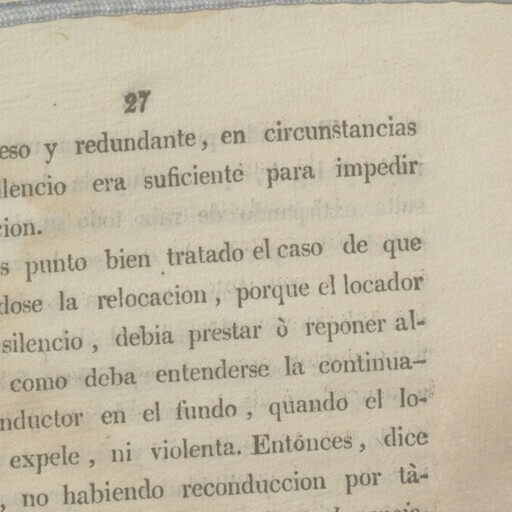 27
eso y redundante, en circunstancias
ilencio era suficiente para impedir
cion.
s punto bien tratado el caso de que
dose la relocacion, porque el locador
silencio, debia prestar ò reponer al-
como deba entenderse la continua-
nductor en el fundo, quando el lo-
expele, ni violenta. Entónces, dice
, no habiendo reconduccion por tà-